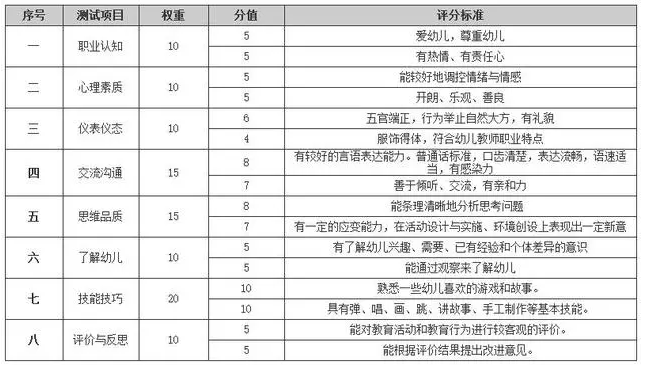 序号 测试项目 权重 分值 评分标准
一 职业认知 10 5 爱幼儿，尊重幼儿
5 有热情、有责任心
二 心理素质 10 5 能较好地调控情绪与情感
5 开朗、乐观、善良
三 仪表仪态 10 6 五官端正，行为举止自然大方，有礼貌
4 服饰得体，符合幼儿教师职业特点
四 交流沟通 15 8 有较好的言语表达能力。普通话标准，口齿清楚，表达流畅，语速适
当，有感染力
7 善于倾听、交流，有亲和力
五 思维品质 15 8 能条理清晰地分析思考问题
7 有一定的应变能力，在活动设计与实施、环境创设上表现出一定新意
六 了解幼儿 10 5 有了解幼儿兴趣、需要、已有经验和个体差异的意识
5 能通过观察来了解幼儿
七 技能技巧 20 10 熟悉一些幼儿喜欢的游戏和故事。
10 具有弹、唱、画、跳、讲故事、手工制作等基本技能。
八 评价与反思 10 5 能对教育活动和教育行为进行较客观的评价。
5 能根据评价结果提出改进意见。